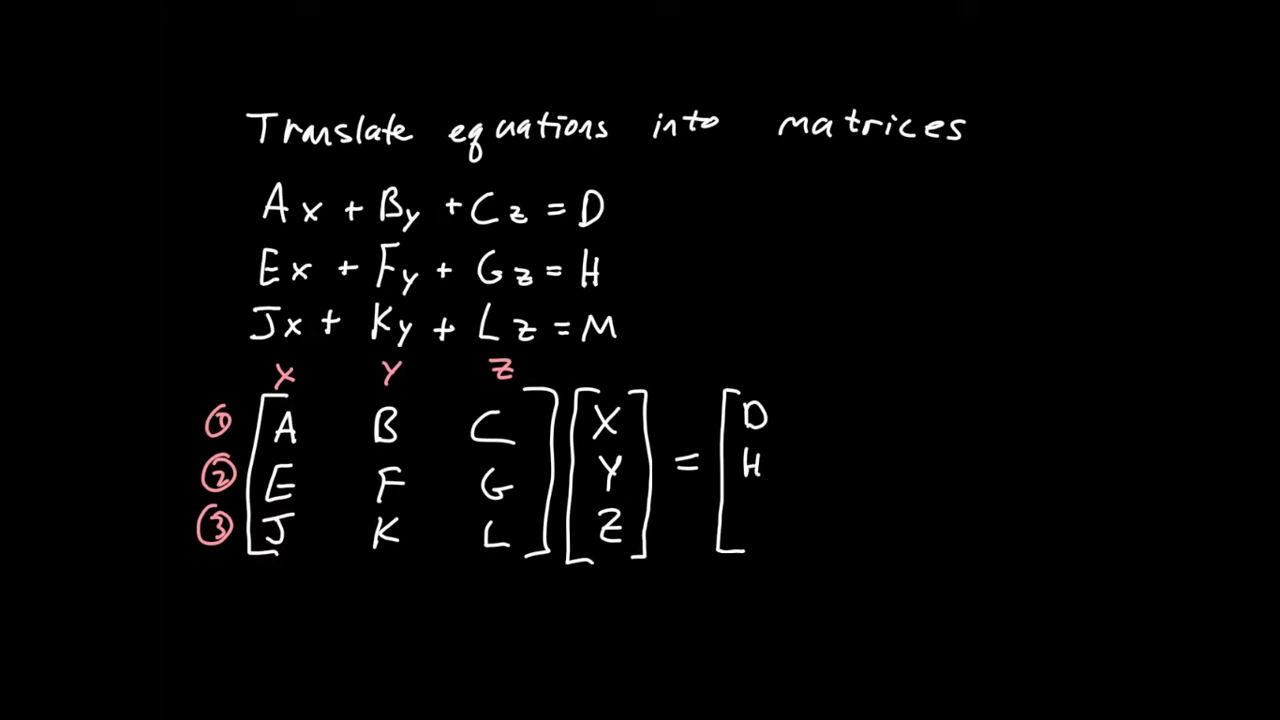 Translate equations into matrices
Ax + By + Cz = D
Ex + Fy + Gz = H
Jx + Ky + Lz = M
X Y Z
① [ A B C ] [ X ] = [ D
② E F G Y H
③ J K L Z